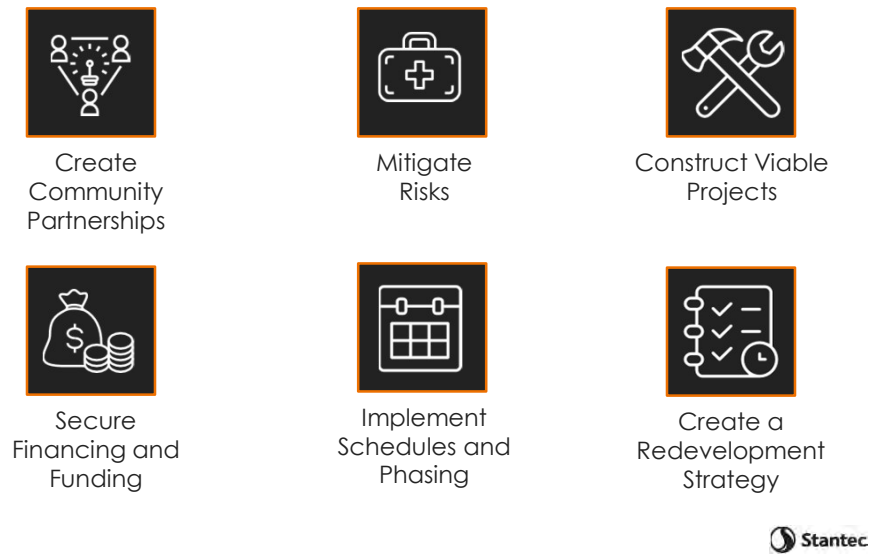 Create
Community
Partnerships
Mitigate
Risks
Construct Viable
Projects
$
Secure
Financing and
Funding
Implement
Schedules and
Phasing
Create a
Redevelopment
Strategy
Stantec